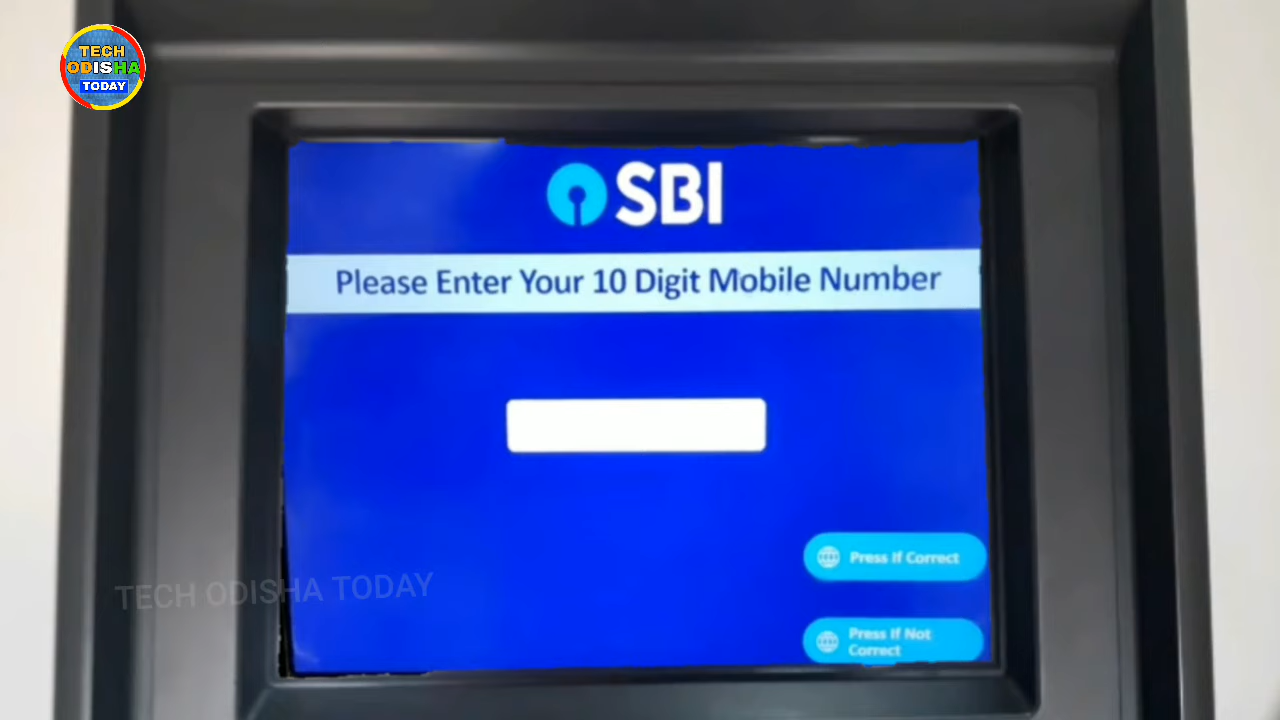 TECH
ODISHA
TODAY
SBI
Please Enter Your 10 Digit Mobile Number
Press If Correct
Press If Not
Correct
TECH ODISHA TODAY